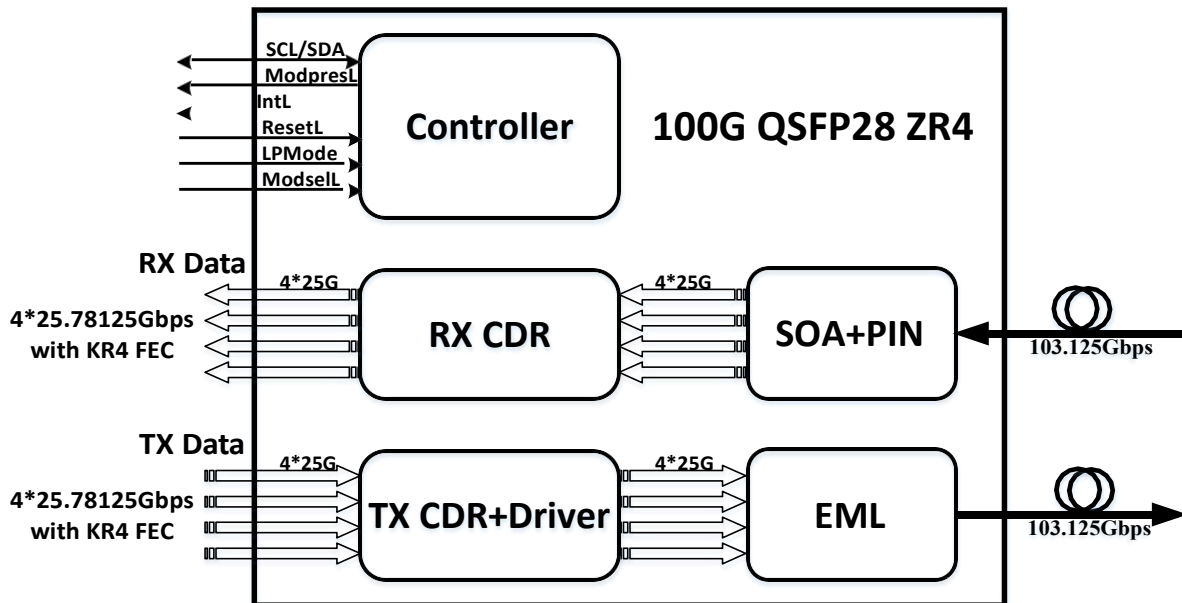 SCL/SDA
ModpresL
IntL
ResetL
LPMode
ModselL
Controller
100G QSFP28 ZR4
RX Data
4*25.78125Gbps
with KR4 FEC
4*25G
RX CDR
4*25G
SOA+PIN
103.125Gbps
TX Data
4*25.78125Gbps
with KR4 FEC
4*25G
TX CDR+Driver
4*25G
EML
103.125Gbps